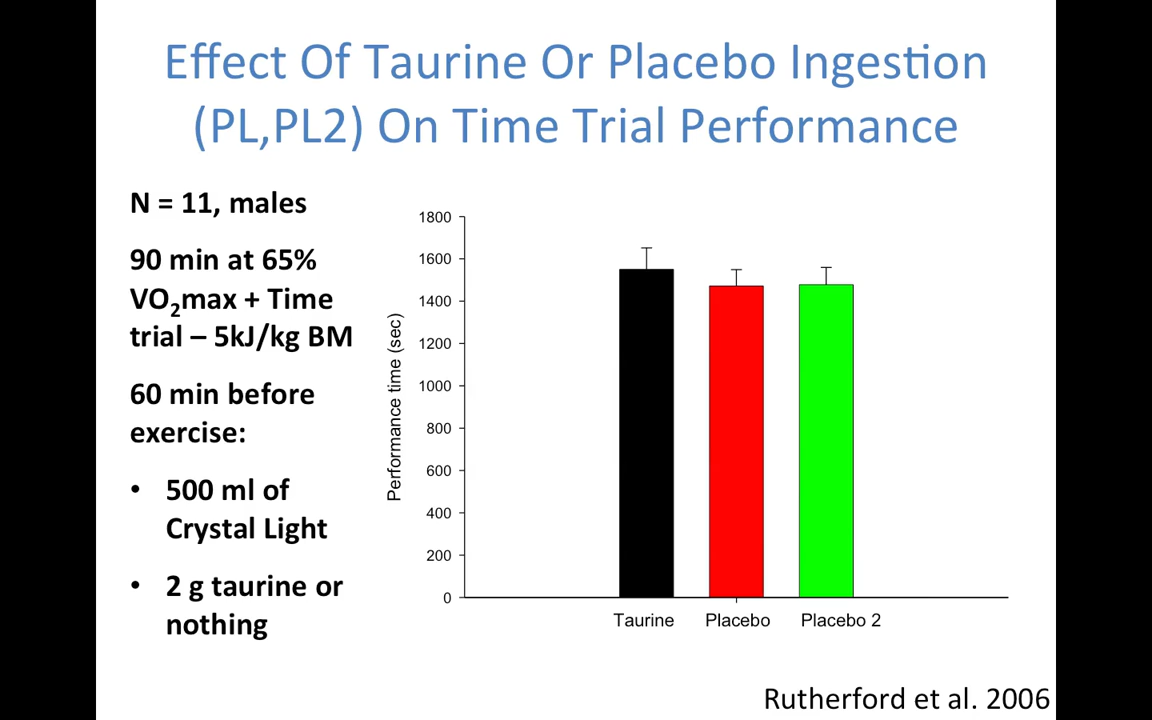 Effect Of Taurine Or Placebo Ingestion
(PL,PL2) On Time Trial Performance
N = 11, males
90 min at 65%
VO2max + Time
trial – 5kJ/kg BM
60 min before
exercise:
• 500 ml of
Crystal Light
• 2 g taurine or
nothing
Performance time (sec)
1800
1600
1400
1200
1000
800
600
400
200
0
Taurine
Placebo
Placebo 2
Rutherford et al. 2006